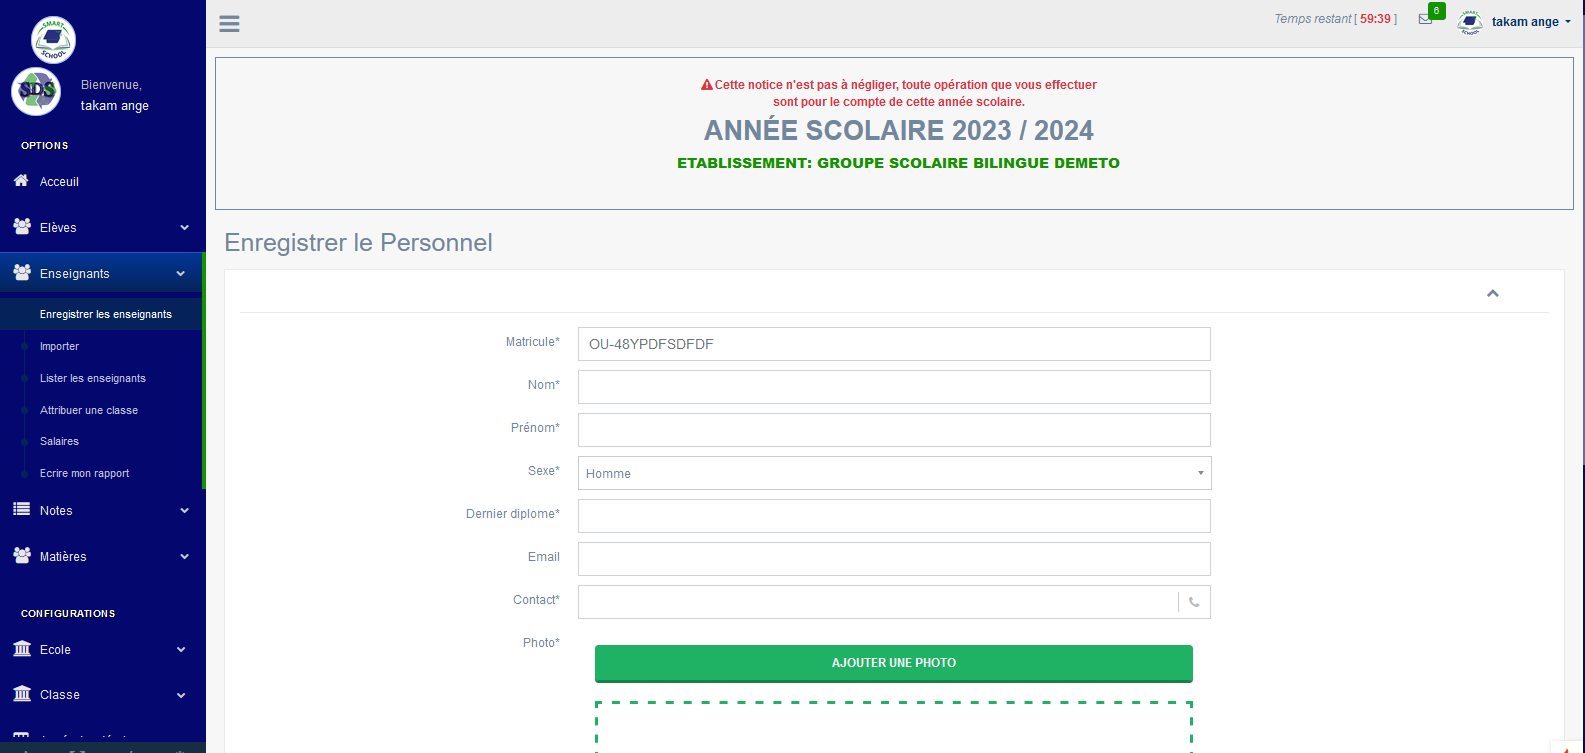 SMART
SCHOOL
SDS
Bienvenue,
takam ange
OPTIONS
Acceuil
Elèves
Enseignants
Enregistrer les enseignants
Importer
Lister les enseignants
Attribuer une classe
Salaires
Ecrire mon rapport
Notes
Matières
CONFIGURATIONS
Ecole
Classe
Temps restant [ 59:39 ]
6
SMART
SCHOOL
takam ange
Cette notice n'est pas à négliger, toute opération que vous effectuer
sont pour le compte de cette année scolaire.
ANNÉE SCOLAIRE 2023 / 2024
ETABLISSEMENT: GROUPE SCOLAIRE BILINGUE DEMETO
Enregistrer le Personnel
Matricule*
OU-48YPDFSDFDF
Nom*
Prénom*
Sexe*
Homme
Dernier diplome*
Email
Contact*
Photo*
AJOUTER UNE PHOTO